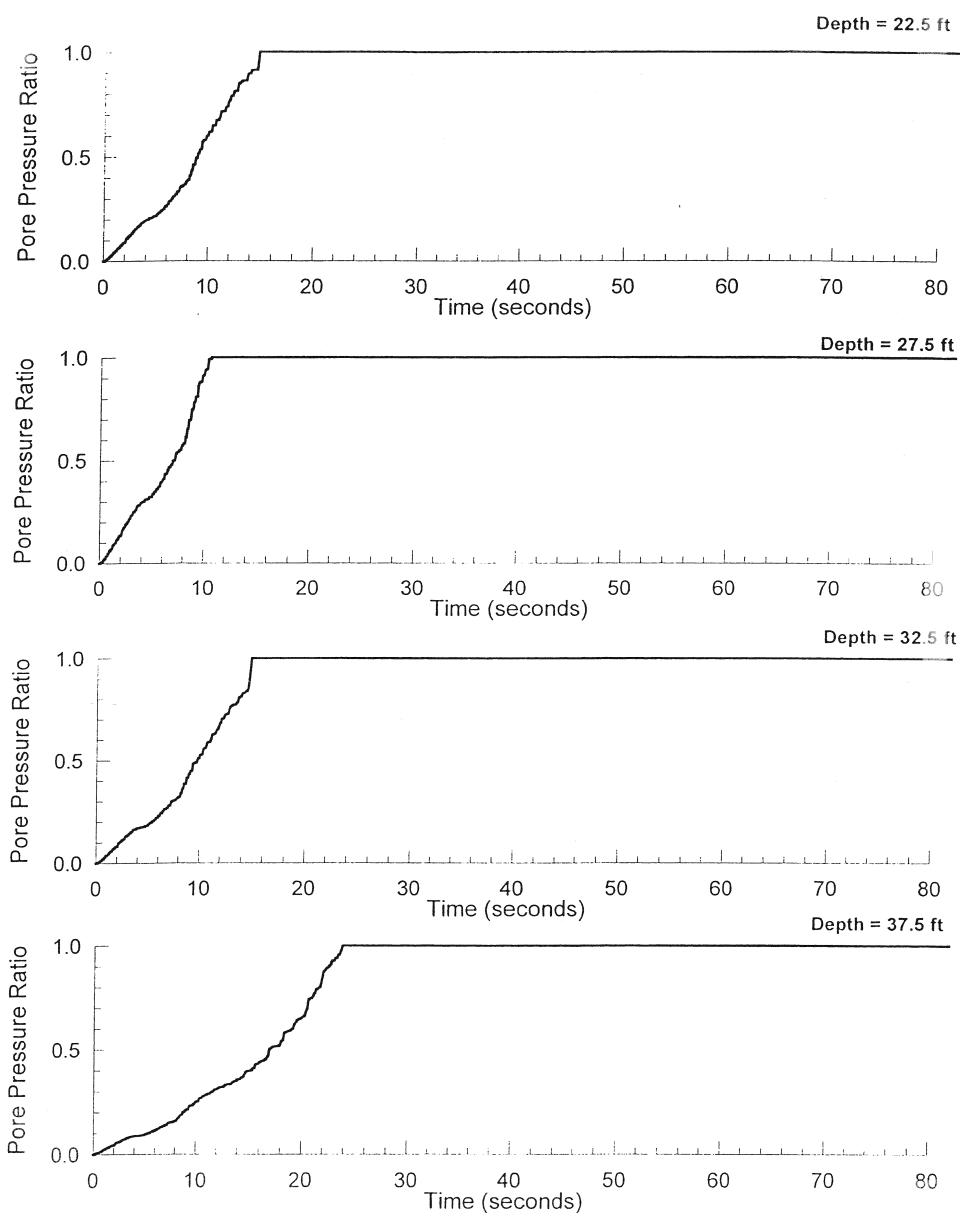 Depth = 22.5 ft
Pore Pressure Ratio
1.0
0.5
0.0
0 10 20 30 40 50 60 70 80
Time (seconds)
Depth = 27.5 ft
Pore Pressure Ratio
1.0
0.5
0.0
0 10 20 30 40 50 60 70 80
Time (seconds)
Depth = 32.5 ft
Pore Pressure Ratio
1.0
0.5
0.0
0 10 20 30 40 50 60 70 80
Time (seconds)
Depth = 37.5 ft
Pore Pressure Ratio
1.0
0.5
0.0
0 10 20 30 40 50 60 70 80
Time (seconds)